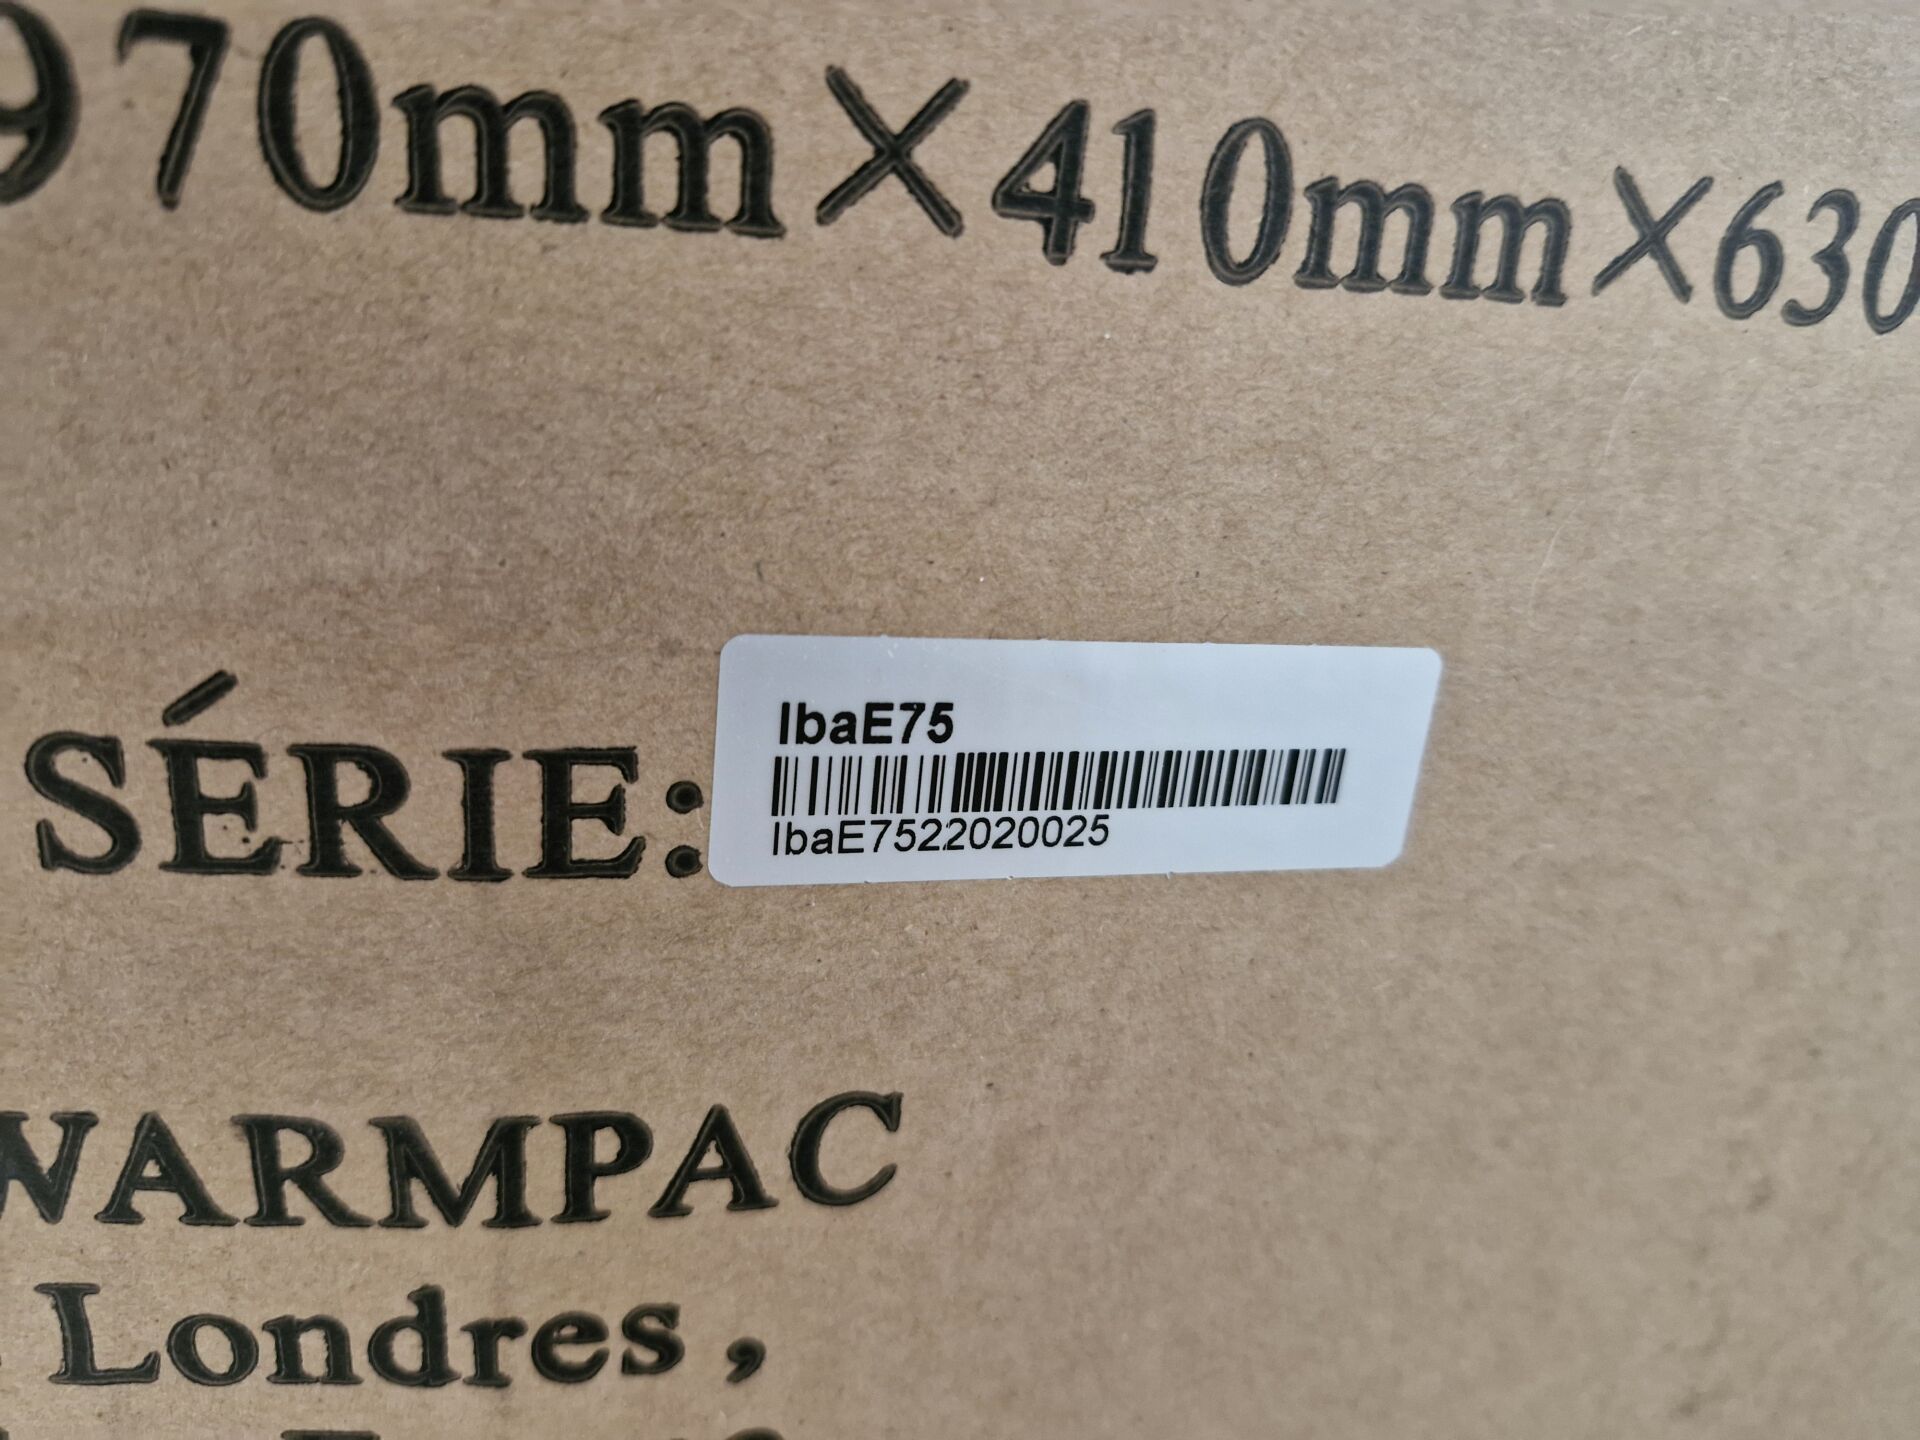 970mm×410mm×630
SÉRIE:
IbaE75
IbaE7522020025
WARMPAC
Londres ,